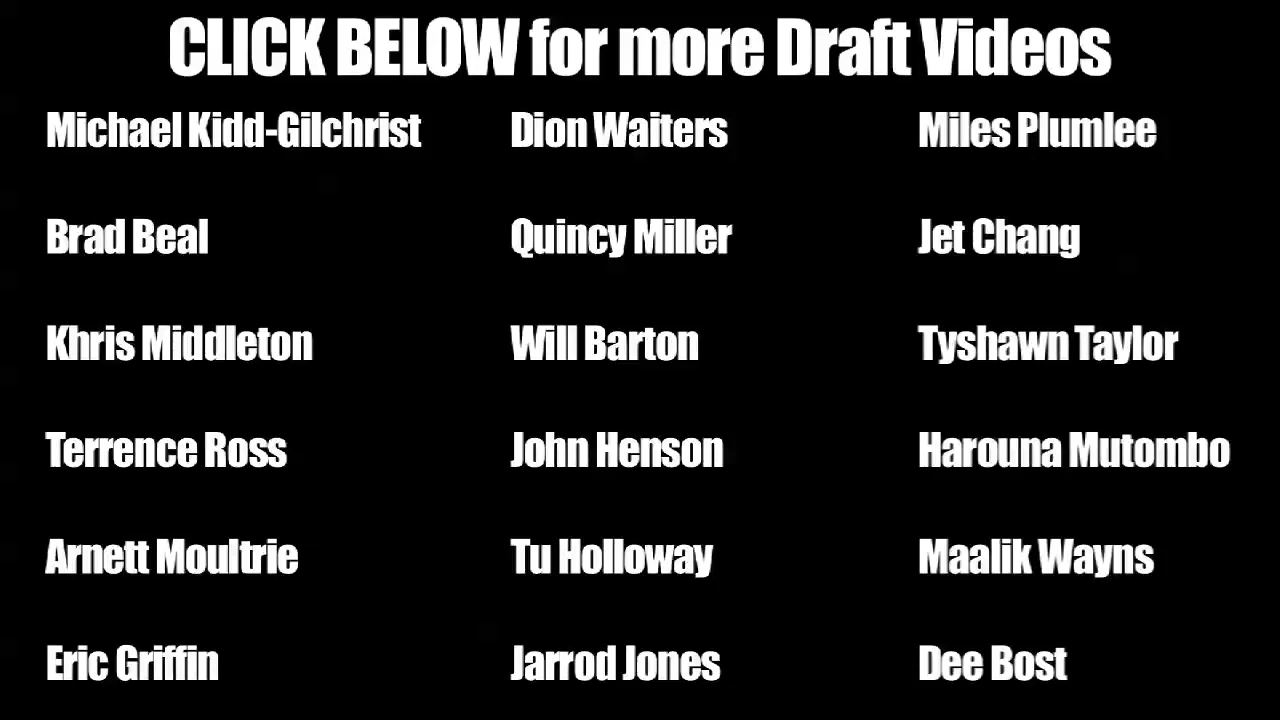 CLICK BELOW for more Draft Videos
Michael Kidd-Gilchrist
Dion Waiters
Miles Plumlee
Brad Beal
Quincy Miller
Jet Chang
Khris Middleton
Will Barton
Tyshawn Taylor
Terrence Ross
John Henson
Harouna Mutombo
Arnett Moultrie
Tu Holloway
Maalik Wayns
Eric Griffin
Jarrod Jones
Dee Bost